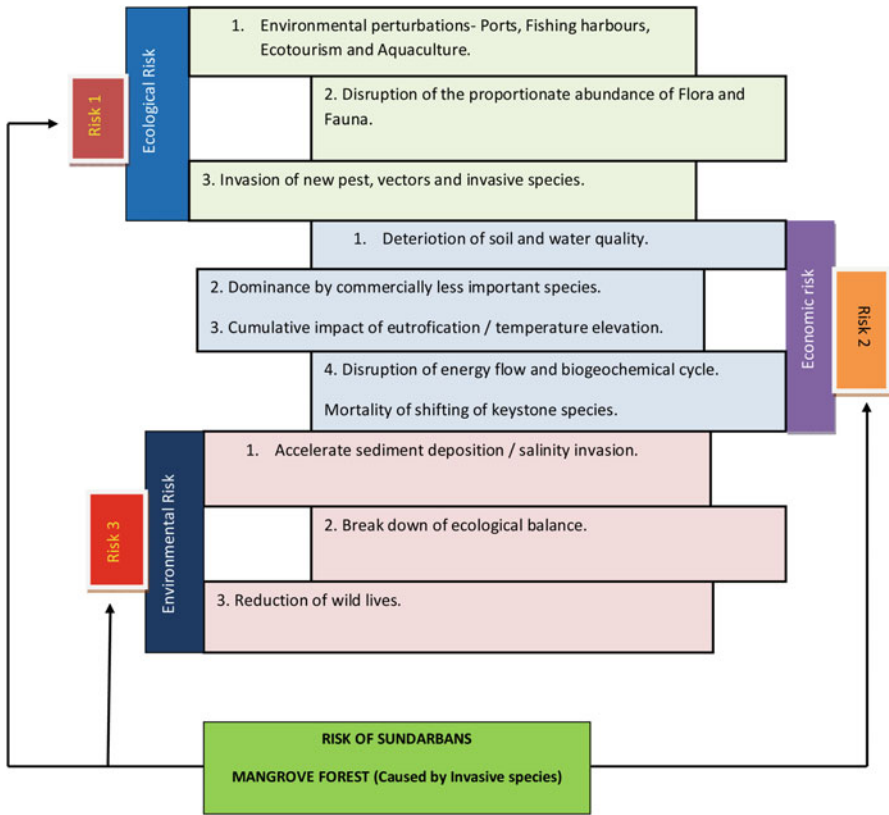 Risk 1
Ecological Risk
1. Environmental perturbations- Ports, Fishing harbours,
Ecotourism and Aquaculture.
2. Disruption of the proportionate abundance of Flora and
Fauna.
3. Invasion of new pest, vectors and invasive species.
Risk 2
Economic risk
1. Deteriotion of soil and water quality.
2. Dominance by commercially less important species.
3. Cumulative impact of eutrofication / temperature elevation.
4. Disruption of energy flow and biogeochemical cycle.
Mortality of shifting of keystone species.
Risk 3
Environmental Risk
1. Accelerate sediment deposition / salinity invasion.
2. Break down of ecological balance.
3. Reduction of wild lives.
RISK OF SUNDARBANS
MANGROVE FOREST (Caused by Invasive species)